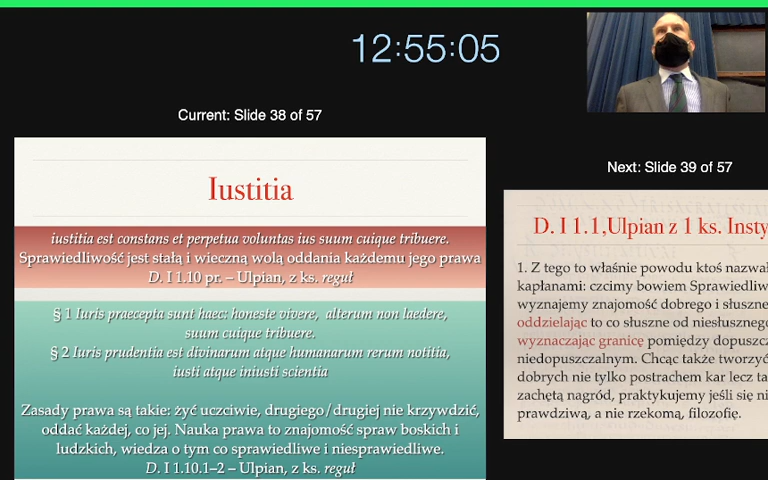 12:55:05
Current: Slide 38 of 57
Iustitia
iustitia est constans et perpetua voluntas ius suum cuique tribuere.
Sprawiedliwość jest stałą i wieczną wolą oddania każdemu jego prawa
D. I 1.10 pr. – Ulpian, z ks. reguł
§ 1 Iuris praecepta sunt haec: honeste vivere, alterum non laedere,
suum cuique tribuere.
§ 2 Iuris prudentia est divinarum atque humanarum rerum notitia,
iusti atque iniusti scientia
Zasady prawa są takie: żyć uczciwie, drugiego / drugiej nie krzywdzić,
oddać każdej, co jej. Nauka prawa to znajomość spraw boskich i
ludzkich, wiedza o tym co sprawiedliwe i niesprawiedliwe.
D. I 1.10.1–2 – Ulpian, z ks. reguł
Next: Slide 39 of 57
D. I 1.1,Ulpian z 1 ks. Insty
1. Z tego to właśnie powodu ktoś nazwał
kapłanami: czcimy bowiem Sprawiedliw
wyznajemy znajomość dobrego i słuszne
oddzielając to co słuszne od niesłusznego
wyznaczając granicę pomiędzy dopuszcz
niedopuszczalnym. Chcąc także tworzyć
dobrych nie tylko postrachem kar lecz ta
zachętą nagród, praktykujemy jeśli się ni
prawdziwą, a nie rzekomą, filozofię.